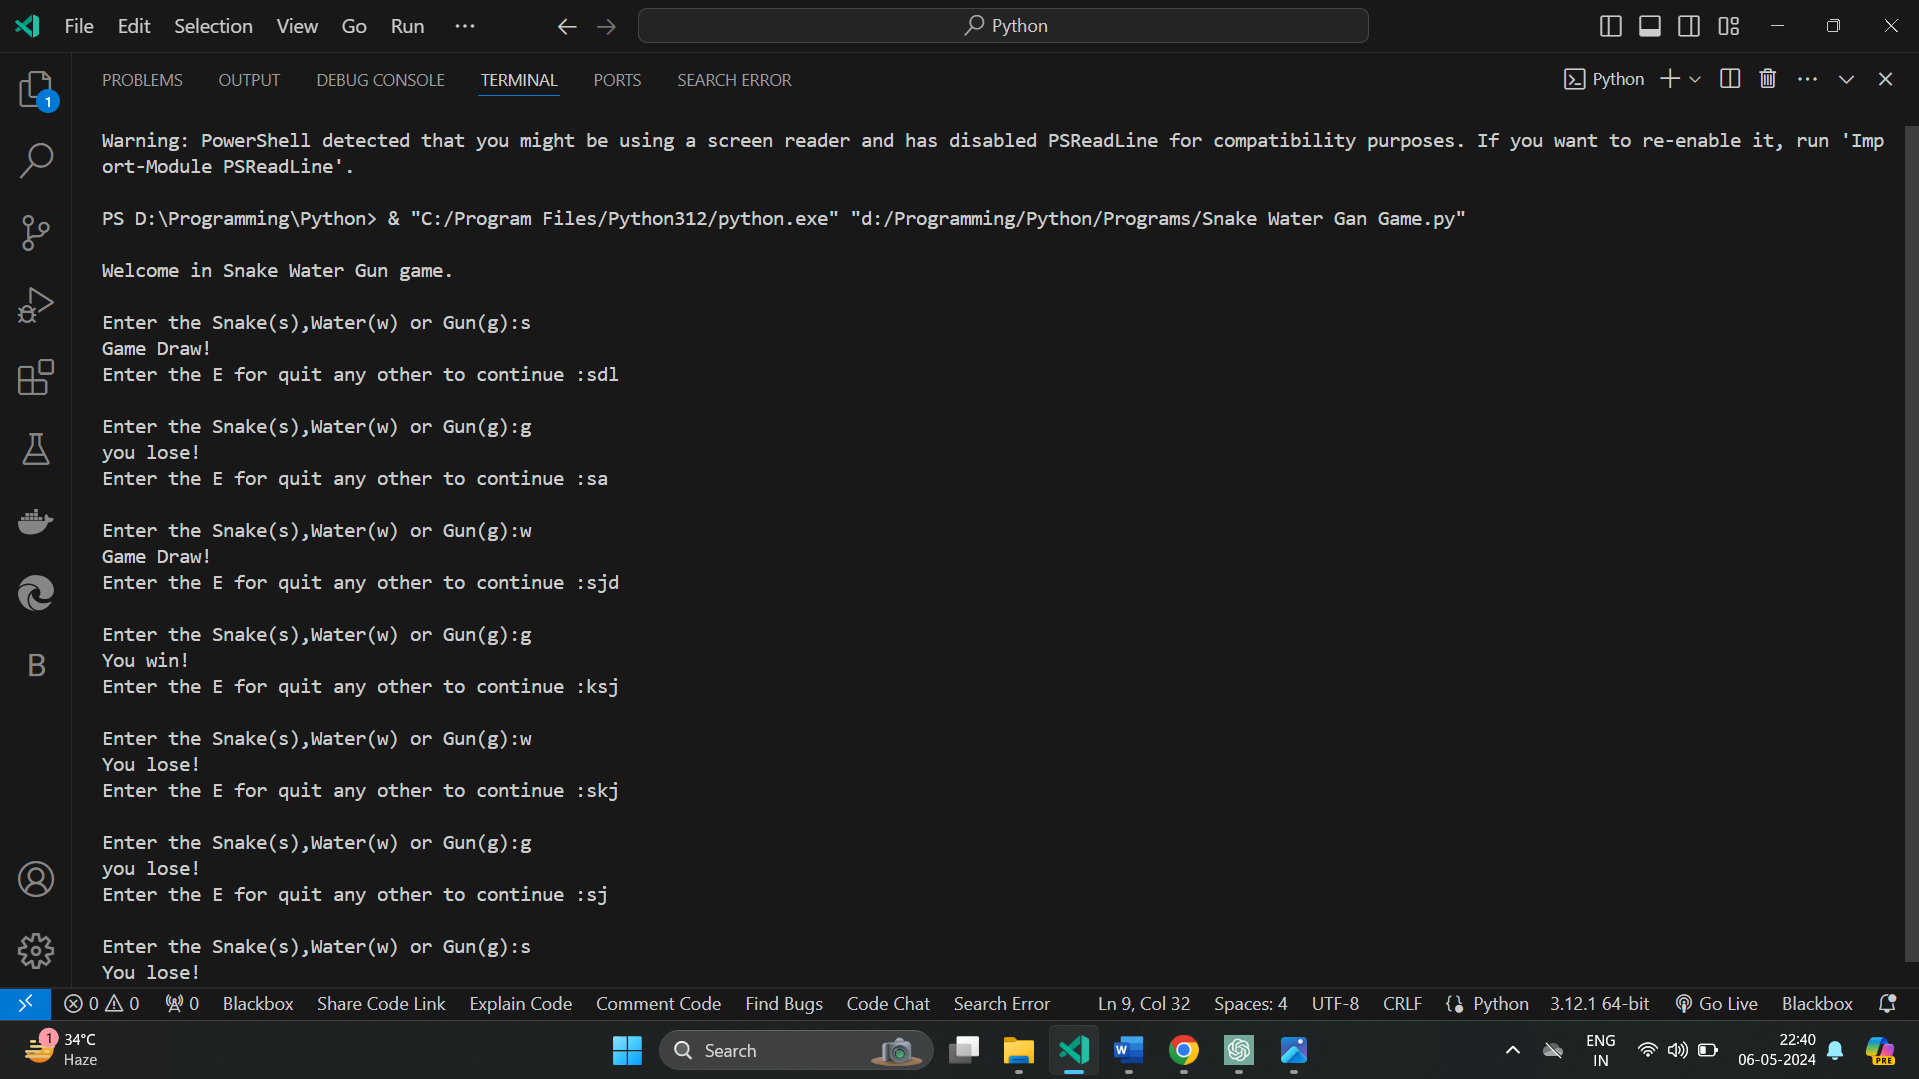 File Edit Selection View Go Run ··· Python
PROBLEMS OUTPUT DEBUG CONSOLE TERMINAL PORTS SEARCH ERROR Python
1
Warning: PowerShell detected that you might be using a screen reader and has disabled PSReadLine for compatibility purposes. If you want to re-enable it, run 'Imp
ort-Module PSReadLine'.
PS D:\Programming\Python> & "C:/Program Files/Python312/python.exe" "d:/Programming/Python/Programs/Snake Water Gan Game.py"
Welcome in Snake Water Gun game.
Enter the Snake(s),Water(w) or Gun(g):s
Game Draw!
Enter the E for quit any other to continue :sdl
Enter the Snake(s),Water(w) or Gun(g):g
you lose!
Enter the E for quit any other to continue :sa
Enter the Snake(s),Water(w) or Gun(g):w
Game Draw!
Enter the E for quit any other to continue :sjd
Enter the Snake(s),Water(w) or Gun(g):g
You win!
B
Enter the E for quit any other to continue :ksj
Enter the Snake(s),Water(w) or Gun(g):w
You lose!
Enter the E for quit any other to continue :skj
Enter the Snake(s),Water(w) or Gun(g):g
you lose!
Enter the E for quit any other to continue :sj
Enter the Snake(s),Water(w) or Gun(g):s
You lose!
0 0 0 Blackbox Share Code Link Explain Code Comment Code Find Bugs Code Chat Search Error Ln 9, Col 32 Spaces: 4 UTF-8 CRLF Python 3.12.1 64-bit Go Live Blackbox
1 34°C Search ENG 22:40
Haze IN 06-05-2024 PRE